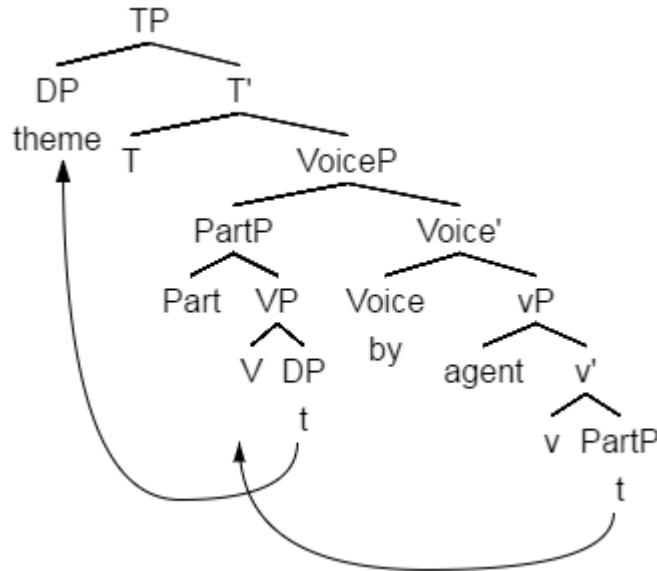 TP
DP T'
theme T VoiceP
PartP Voice'
Part VP Voice vP
by
V DP agent v'
t v PartP
t